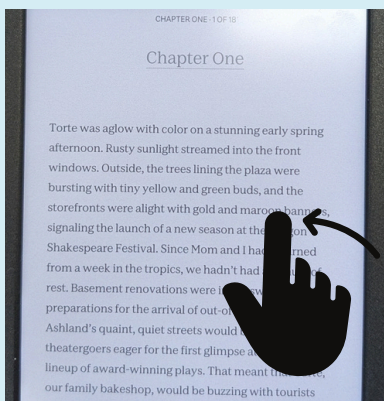 CHAPTER ONE · 1 OF 18
Chapter One
Torte was aglow with color on a stunning early spring
afternoon. Rusty sunlight streamed into the front
windows. Outside, the trees lining the plaza were
bursting with tiny yellow and green buds, and the
storefronts were alight with gold and maroon banners,
signaling the launch of a new season at the
Shakespeare Festival. Since Mom and I had
from a week in the tropics, we hadn't had of
rest. Basement renovations were
preparations for the arrival of
Ashland's quaint, quiet streets would
theatergoers eager for the first glimpse
lineup of award-winning plays. That meant
our family bakeshop, would be buzzing with tourists